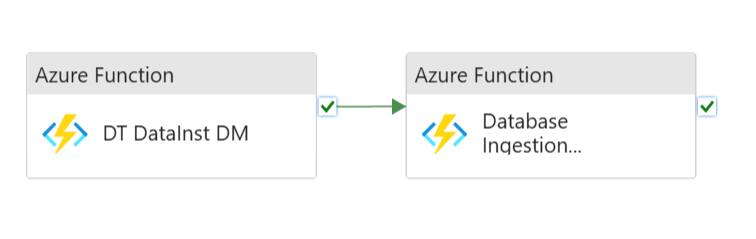 Azure Function
DT DataInst DM
Azure Function
Database
Ingestion...